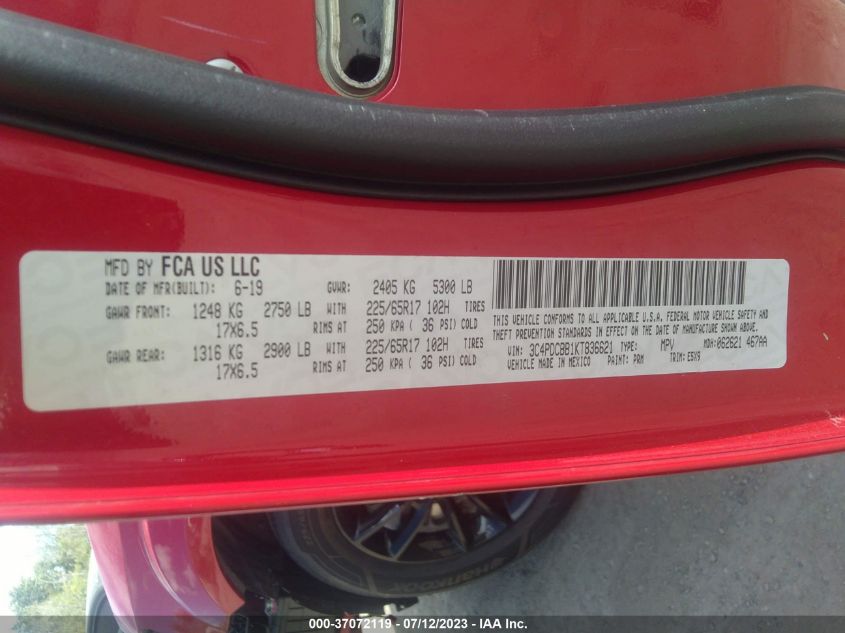 MFD BY FCA US LLC
DATE OF MFR(BUILT): 6-19 GVWR: 2405 KG 5300 LB
GAWR FRONT: 1248 KG 2750 LB WITH 225/65R17 102H TIRES
17X6.5 RIMS AT 250 KPA ( 36 PSI) COLD
GAWR REAR: 1316 KG 2900 LB WITH 225/65R17 102H TIRES
17X6.5 RIMS AT 250 KPA ( 36 PSI) COLD
THIS VEHICLE CONFORMS TO ALL APPLICABLE U.S.A. FEDERAL MOTOR VEHICLE SAFETY AND
THEFT PREVENTION STANDARDS IN EFFECT ON THE DATE OF MANUFACTURE SHOWN ABOVE.
VIN: 3C4PDCBB1KT836621 TYPE: MPV MDH: 062621 467AA
VEHICLE MADE IN MEXICO PAINT: PRM TRIM: E5X9
Hankook
000-37072119 - 07/12/2023 - IAA Inc.